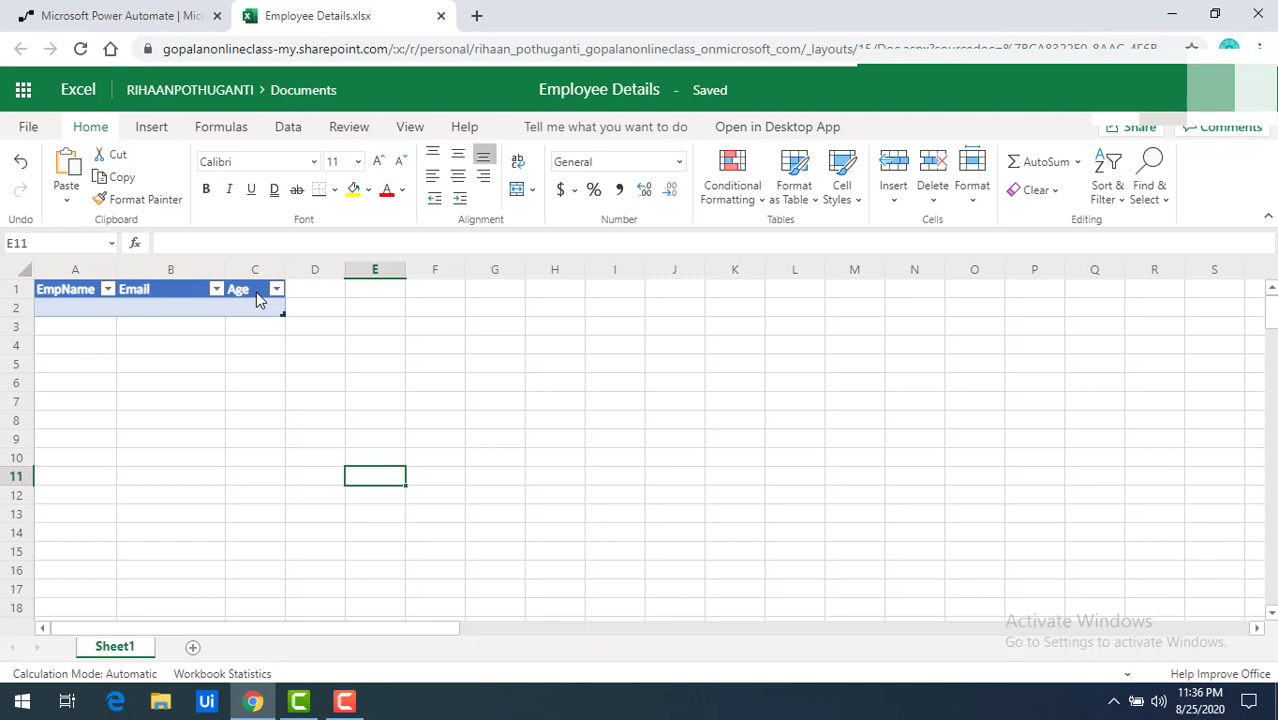 Microsoft Power Automate | Mic
Employee Details.xlsx
gopalanonlineclass-my.sharepoint.com/:x:/r/personal/rihaan_pothuganti_gopalanonlineclass_onmicrosoft_com/_layouts/15/Doc.aspx?sourcedoc=
Excel RIHAANPOTHUGANTI > Documents Employee Details - Saved
File Home Insert Formulas Data Review View Help Tell me what you want to do Open in Desktop App Share Comments
Paste Cut Copy Format Painter
Calibri 11
B I U D ab
General
$ % ,
Conditional Formatting
Format as Table
Cell Styles
Insert Delete Format
AutoSum
Clear
Sort & Filter
Find & Select
Undo Clipboard Font Alignment Number Tables Cells Editing
E11 fx
A B C D E F G H I J K L M N O P Q R S
1 EmpName Email Age
2
3
4
5
6
7
8
9
10
11
12
13
14
15
16
17
18
Activate Windows
Go to Settings to activate Windows.
Sheet1
Calculation Mode: Automatic Workbook Statistics Help Improve Office
Ui
11:36 PM
8/25/2020